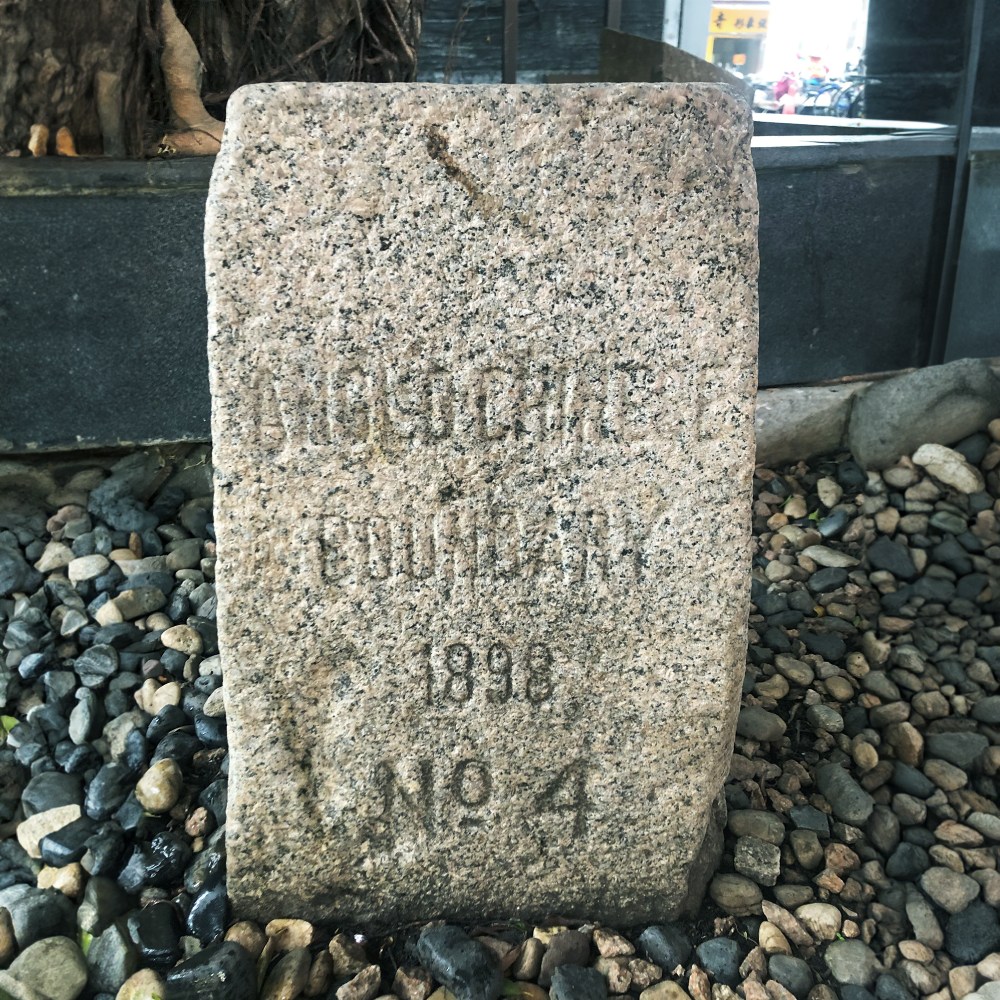 ANGLO CHINESE
BOUNDARY
1898
Nº 4